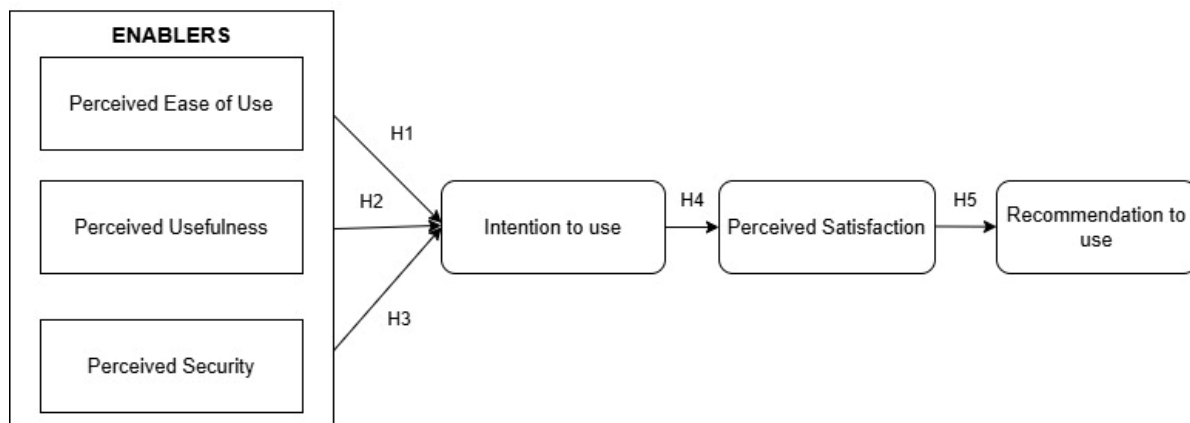 ENABLERS
Perceived Ease of Use
H1
Perceived Usefulness
H2
Perceived Security
H3
Intention to use
H4
Perceived Satisfaction
H5
Recommendation to
use